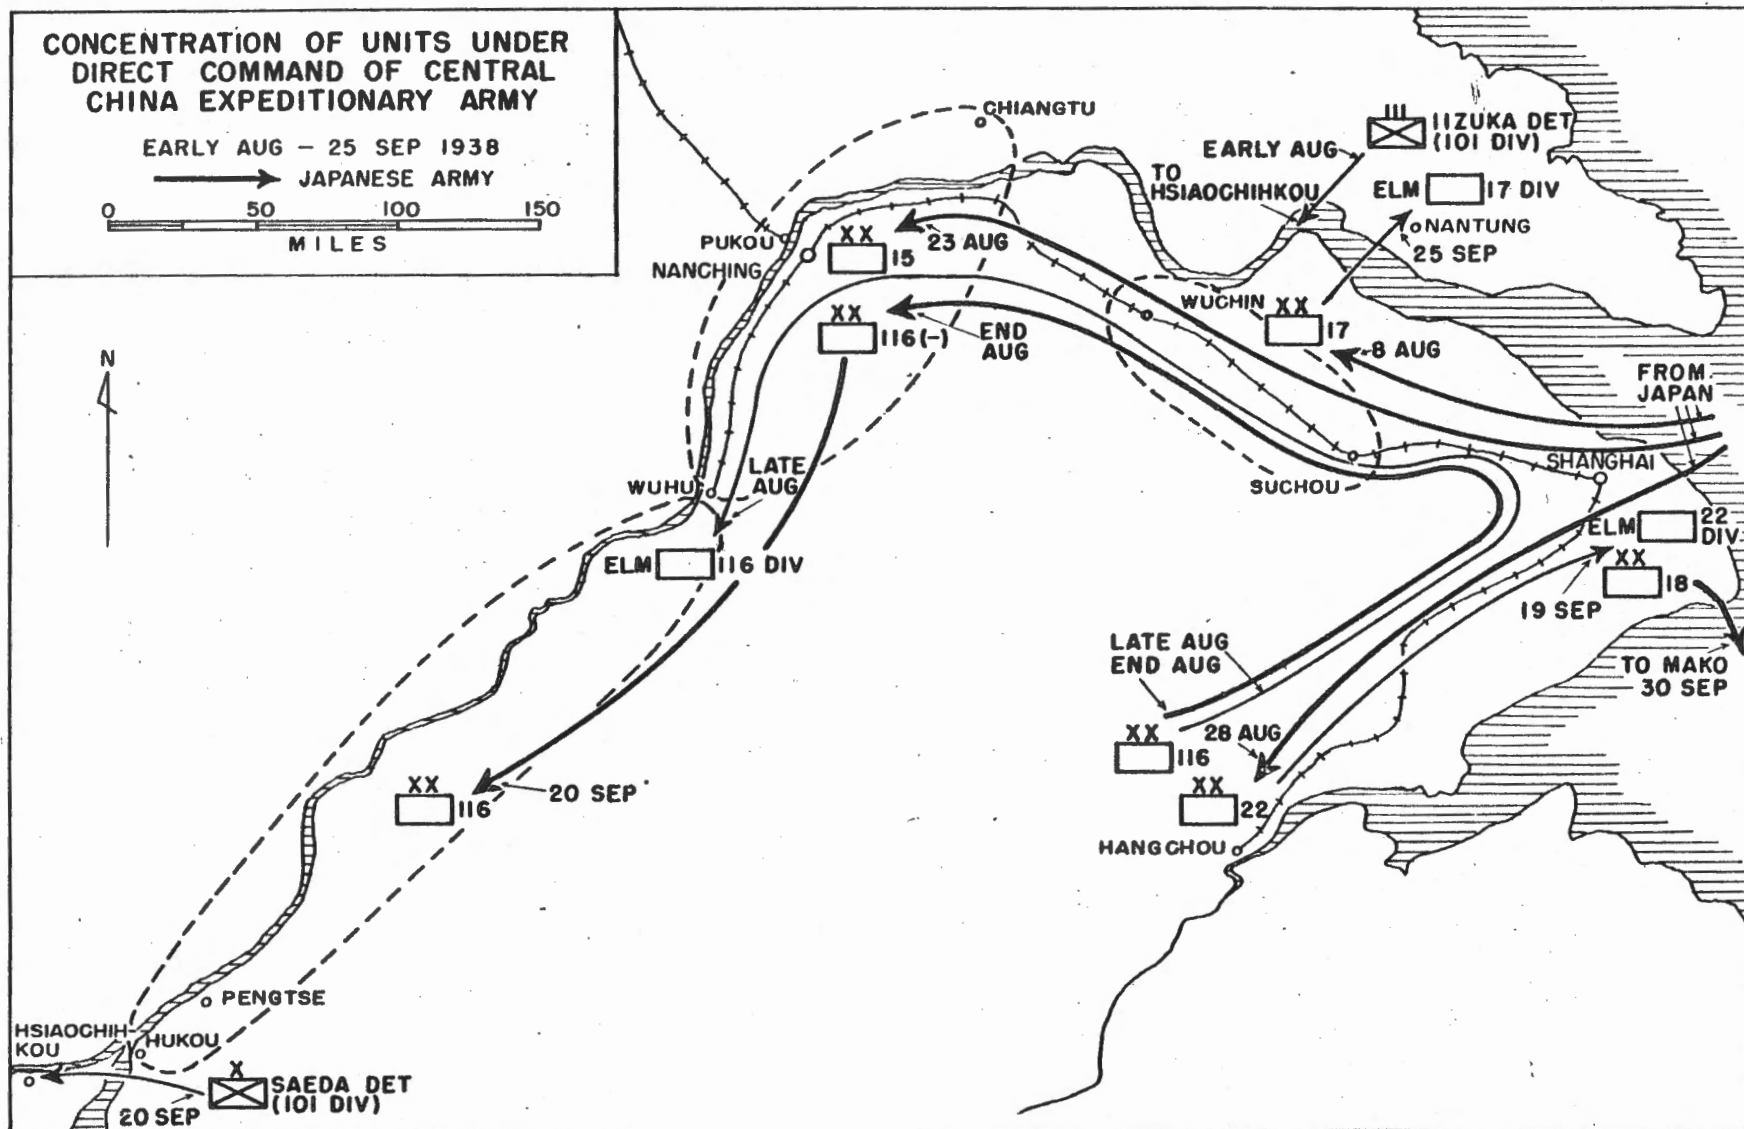 CONCENTRATION OF UNITS UNDER
DIRECT COMMAND OF CENTRAL
CHINA EXPEDITIONARY ARMY
EARLY AUG – 25 SEP 1938
JAPANESE ARMY
0 50 100 150
MILES
N
CHIANGTU
PUKOU
NANCHING
XX
15
23 AUG
XX
116 (-)
END
AUG
EARLY AUG
TO
HSIAOCHIHKOU
III
IIZUKA DET
(101 DIV)
ELM 17 DIV
NANTUNG
25 SEP
WUCHIN
XX
17
8 AUG
FROM
JAPAN
SHANGHAI
SUCHOU
WUHU
LATE
AUG
ELM 116 DIV
ELM 22
DIV
XX
18
19 SEP
TO MAKO
30 SEP
LATE AUG
END AUG
XX
116
28 AUG
XX
22
HANGCHOU
XX
116
20 SEP
PENGTSE
HSIAOCHIH-
KOU
HUKOU
X
SAEDA DET
(101 DIV)
20 SEP